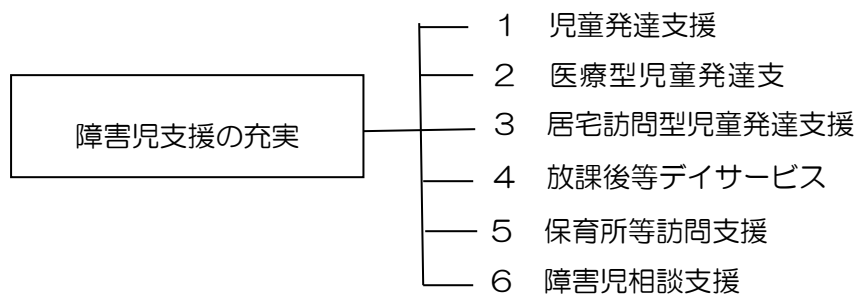 障害児支援の充実
１　児童発達支援
２　医療型児童発達支
３　居宅訪問型児童発達支援
４　放課後等デイサービス
５　保育所等訪問支援
６　障害児相談支援